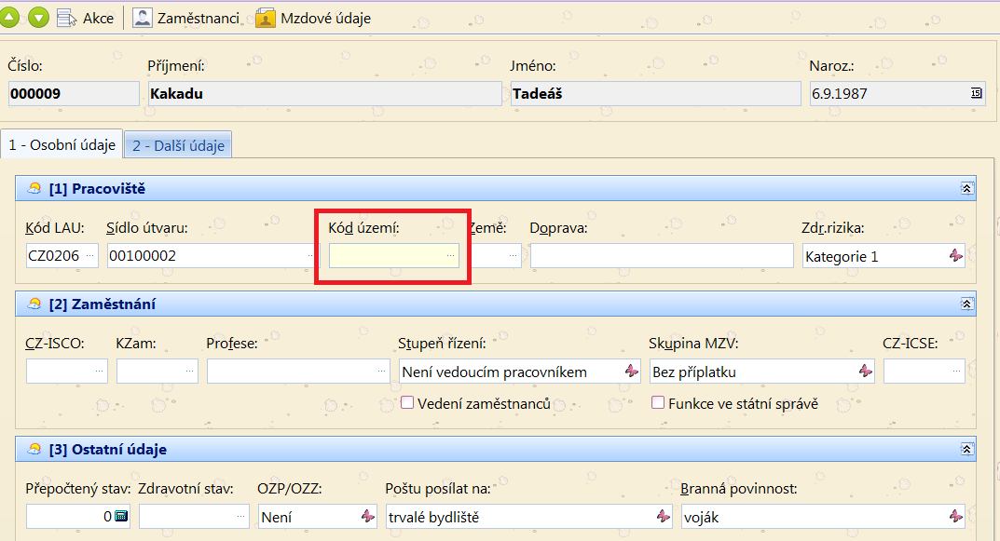 Akce Zaměstnanci Mzdové údaje
Číslo: Příjmení: Jméno: Naroz.:
000009 Kakadu Tadeáš 6.9.1987 15
1 - Osobní údaje 2 - Další údaje
[1] Pracoviště
Kód LAU: Sídlo útvaru: Kód území: Země: Doprava: Zdr.rizika:
CZ0206 ... 00100002 ... ... ... Kategorie 1
[2] Zaměstnání
CZ-ISCO: KZam: Profese: Stupeň řízení: Skupina MZV: CZ-ICSE:
... ... ... Není vedoucím pracovníkem Bez příplatku ...
Vedení zaměstnanců Funkce ve státní správě
[3] Ostatní údaje
Přepočtený stav: Zdravotní stav: OZP/OZZ: Poštu posílat na: Branná povinnost:
0 ... Není trvalé bydliště voják